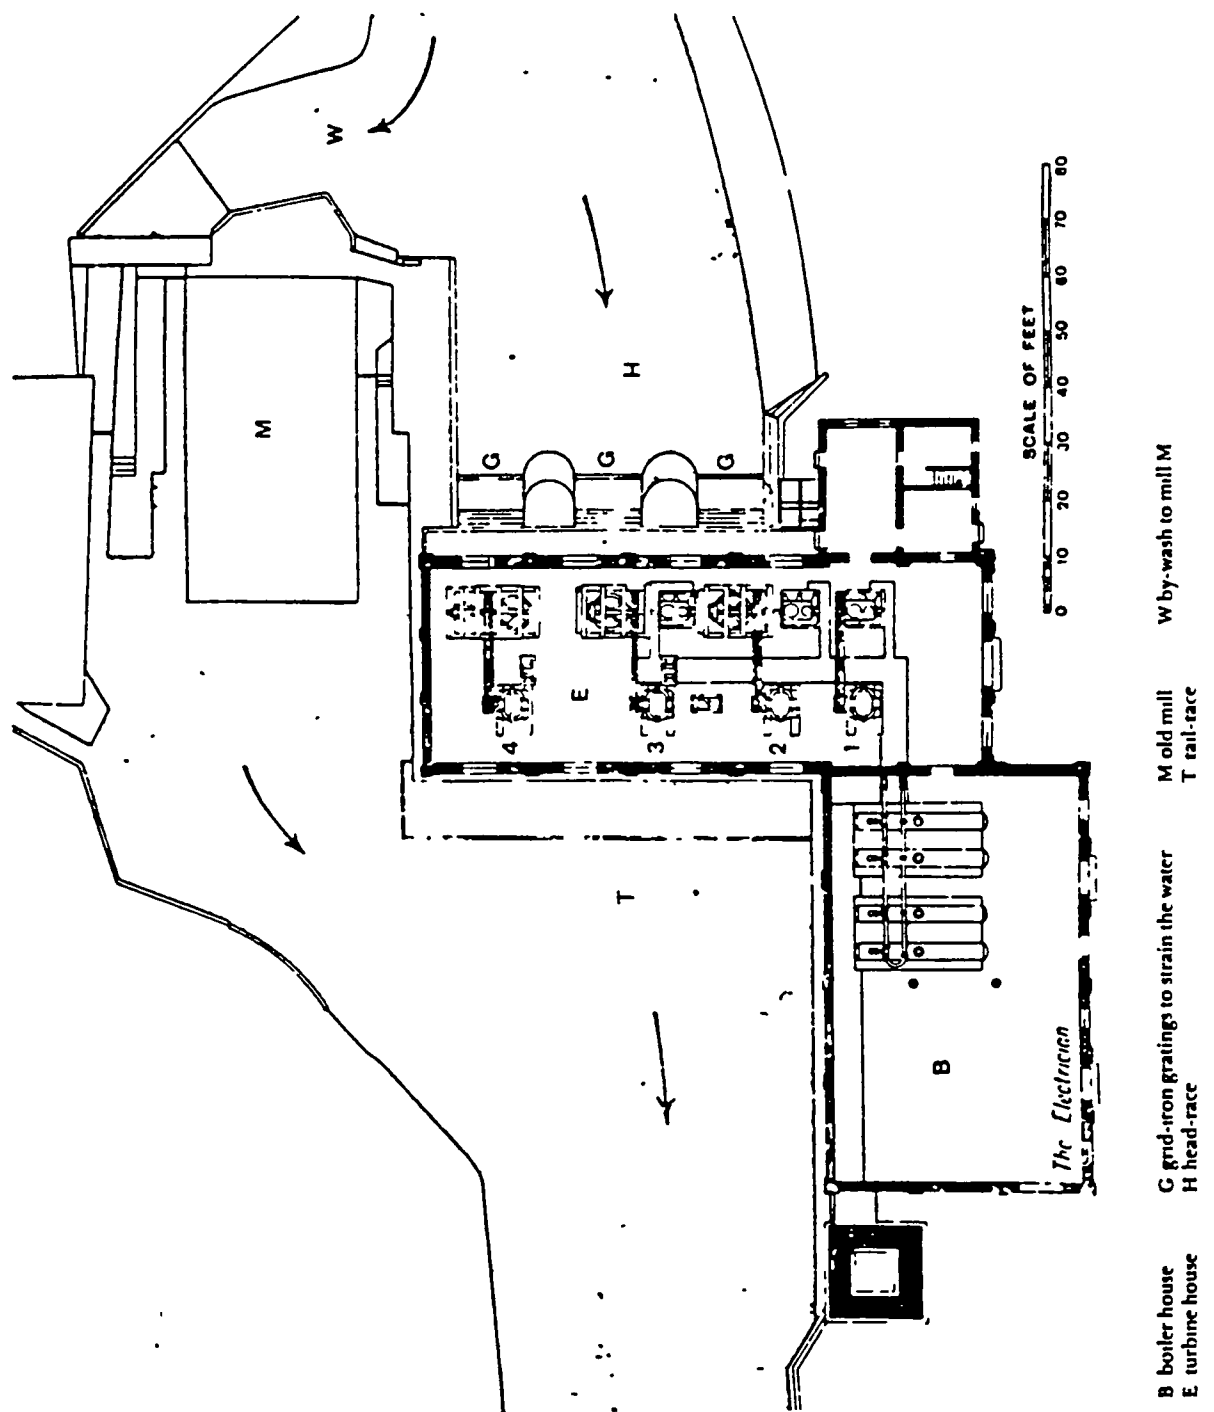 W
H
M
G
G
G
E
4
3
2
1
T
B
The Electrician
SCALE OF FEET
0 10 20 30 40 50 60 70 80
B boiler house
E turbine house
G grid-iron gratings to strain the water
H head-race
M old mill
T tail-race
W by-wash to mill M